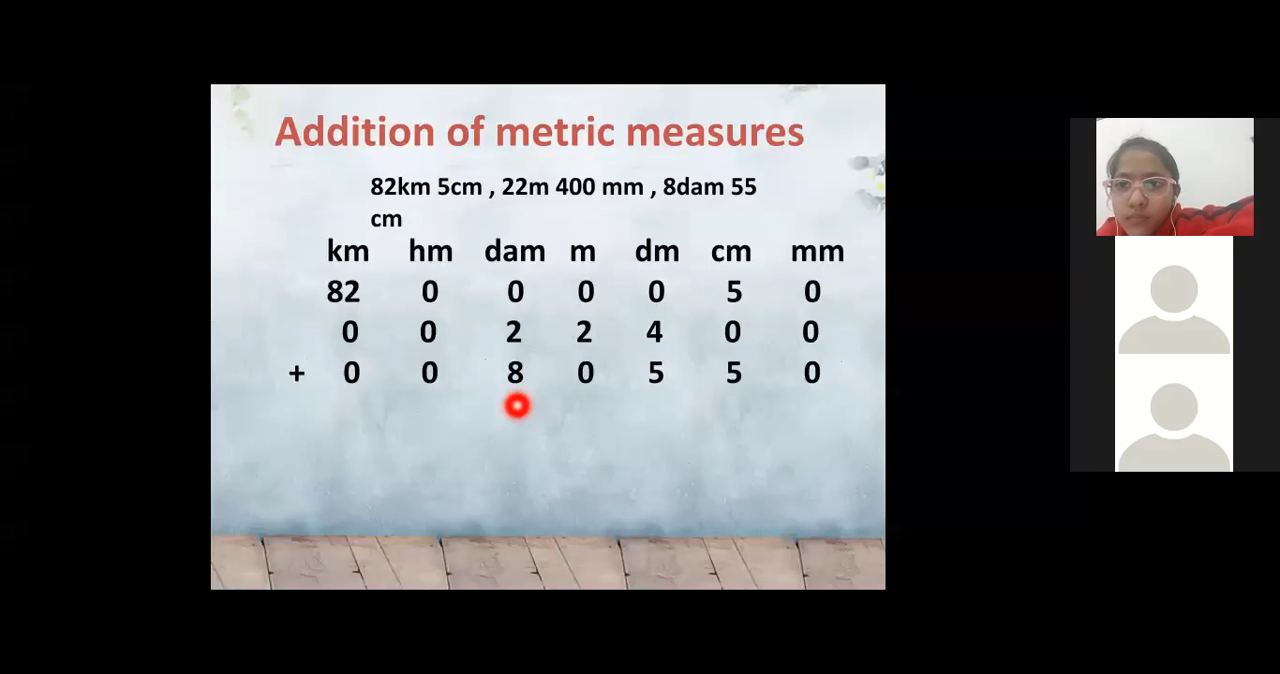 Addition of metric measures
82km 5cm , 22m 400 mm , 8dam 55
cm
km hm dam m dm cm mm
82 0 0 0 0 5 0
0 0 2 2 4 0 0
+ 0 0 8 0 5 5 0